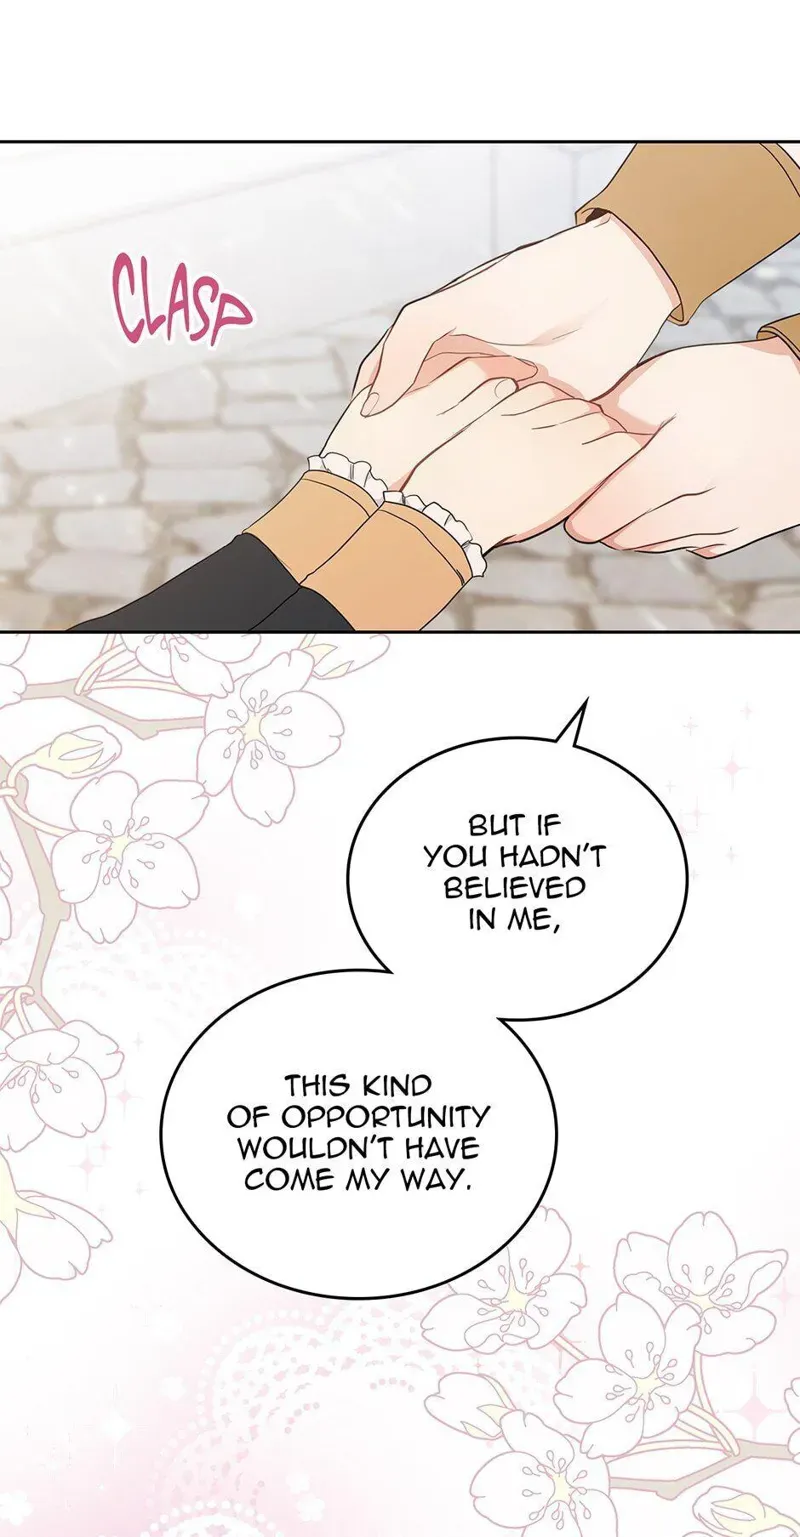 CLASP
BUT IF
YOU HADN'T
BELIEVED
IN ME,
THIS KIND
OF OPPORTUNITY
WOULDN'T HAVE
COME MY WAY.